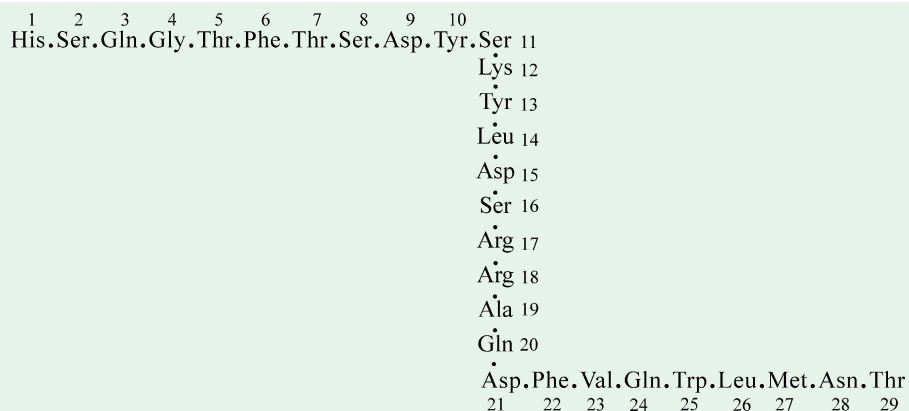 1 2 3 4 5 6 7 8 9 10
His.Ser.Gln.Gly.Thr.Phe.Thr.Ser.Asp.Tyr.Ser 11
Lys 12
Tyr 13
Leu 14
Asp 15
Ser 16
Arg 17
Arg 18
Ala 19
Gln 20
Asp.Phe.Val.Gln.Trp.Leu.Met.Asn.Thr
21 22 23 24 25 26 27 28 29